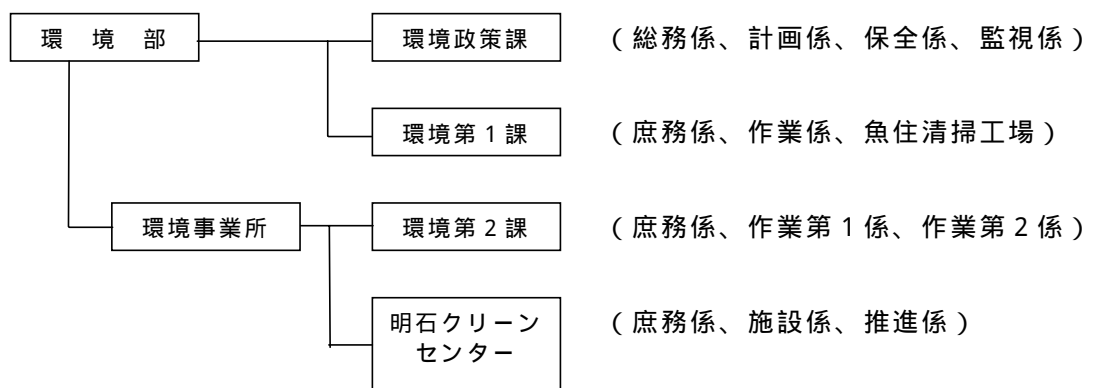 環境部 環境政策課 (総務係、計画係、保全係、監視係)
環境第1課 (庶務係、作業係、魚住清掃工場)
環境事業所 環境第2課 (庶務係、作業第1係、作業第2係)
明石クリーン (庶務係、施設係、推進係)
センター